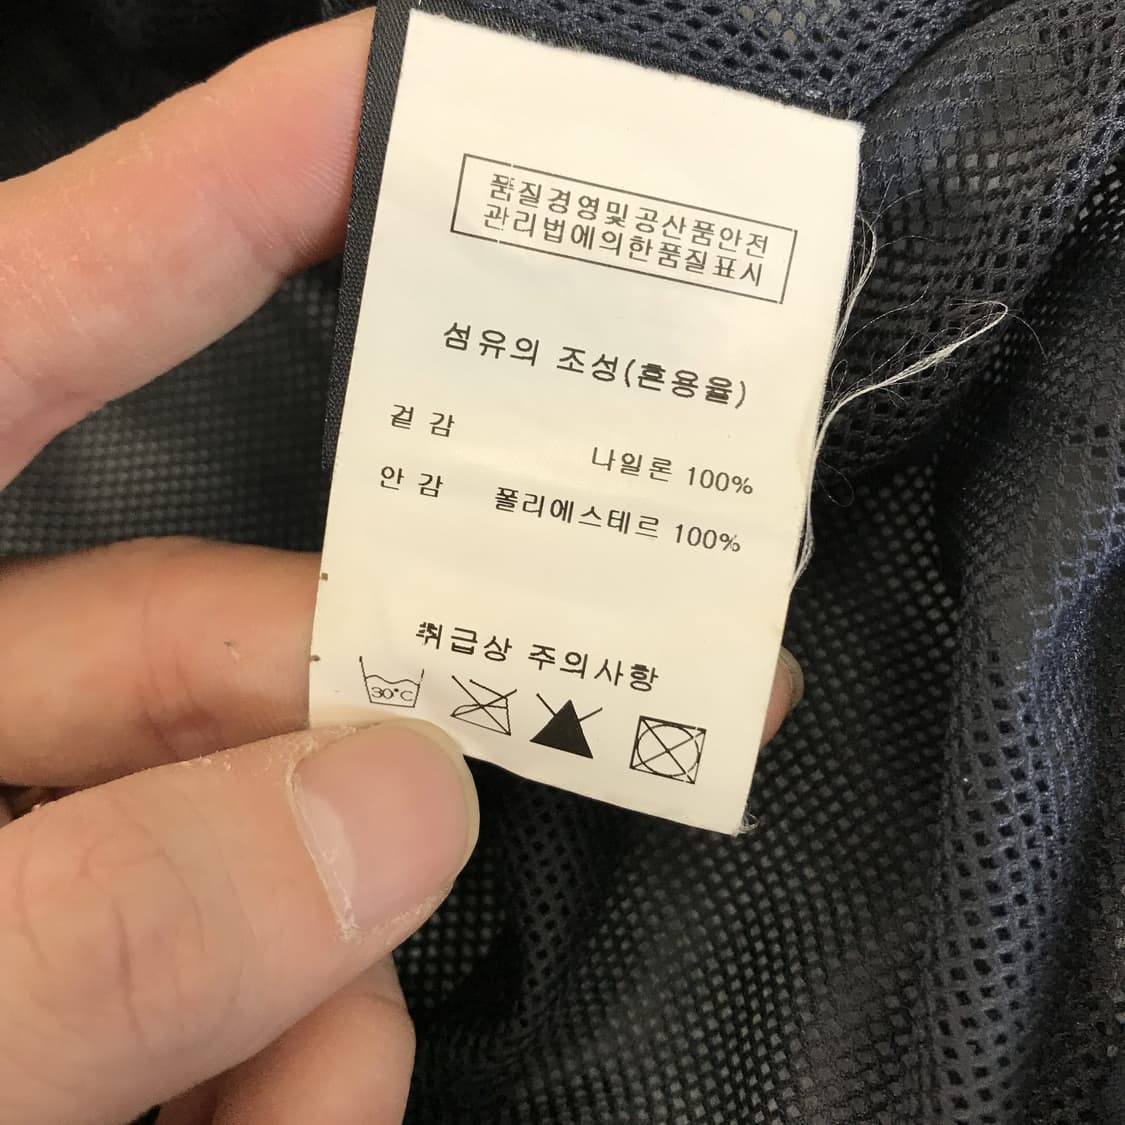 품질경영및공산품안전
관리법에의한품질표시
섬유의 조성(혼용율)
겉 감 나일론 100%
안 감 폴리에스테르 100%
취급상 주의사항
30°C